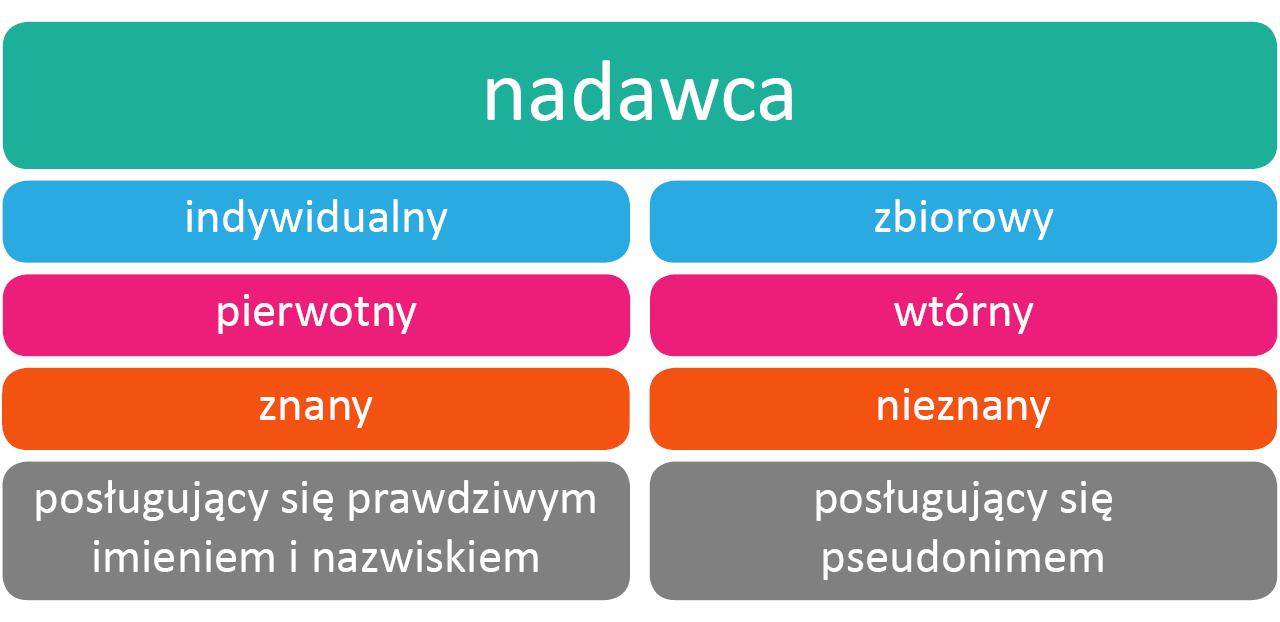 nadawca
indywidualny
zbiorowy
pierwotny
wtórny
znany
nieznany
posługujący się prawdziwym
imieniem i nazwiskiem
posługujący się
pseudonimem